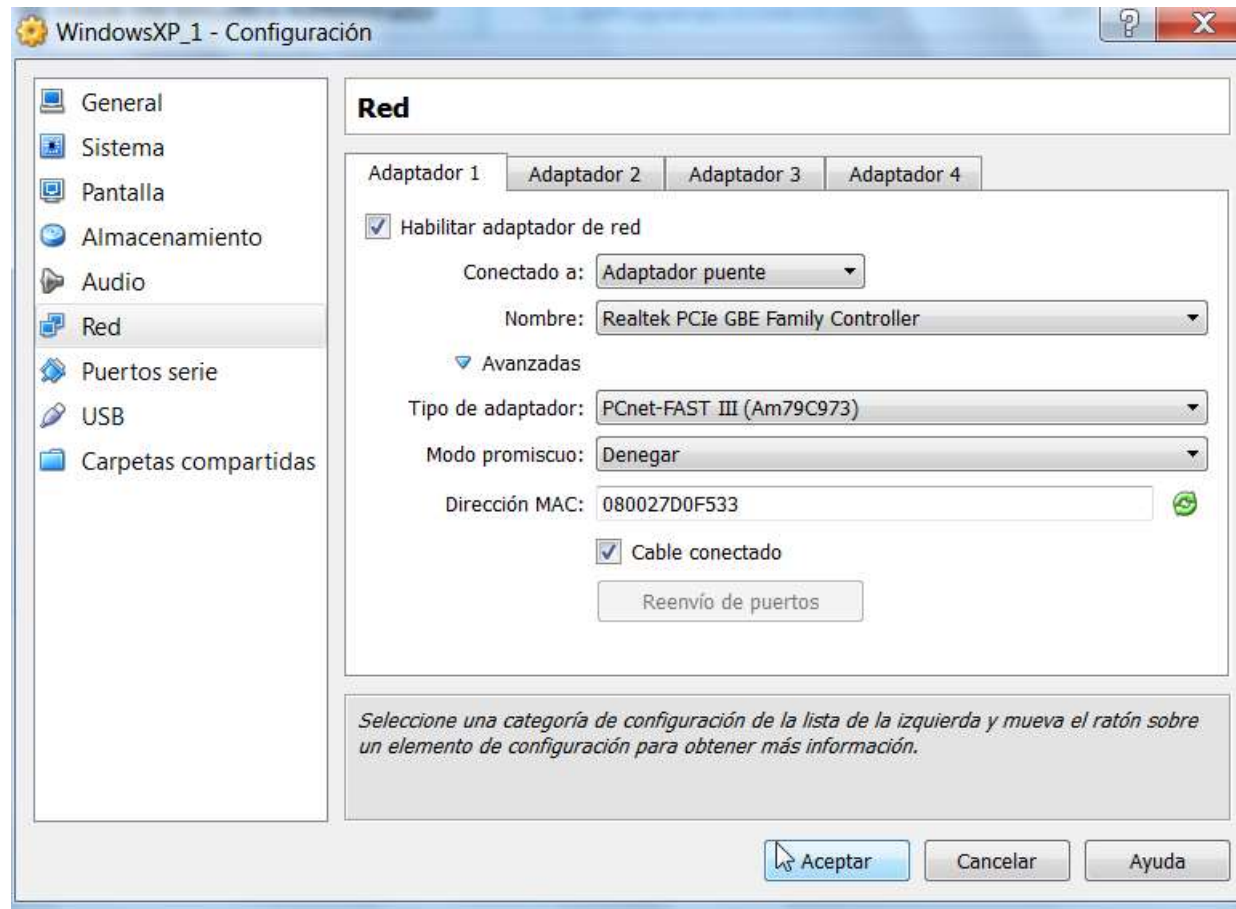 WindowsXP_1 - Configuración
General
Sistema
Pantalla
Almacenamiento
Audio
Red
Puertos serie
USB
Carpetas compartidas
Red
Adaptador 1 Adaptador 2 Adaptador 3 Adaptador 4
Habilitar adaptador de red
Conectado a: Adaptador puente
Nombre: Realtek PCIe GBE Family Controller
Avanzadas
Tipo de adaptador: PCnet-FAST III (Am79C973)
Modo promiscuo: Denegar
Dirección MAC: 080027D0F533
Cable conectado
Reenvío de puertos
Seleccione una categoría de configuración de la lista de la izquierda y mueva el ratón sobre
un elemento de configuración para obtener más información.
Aceptar Cancelar Ayuda